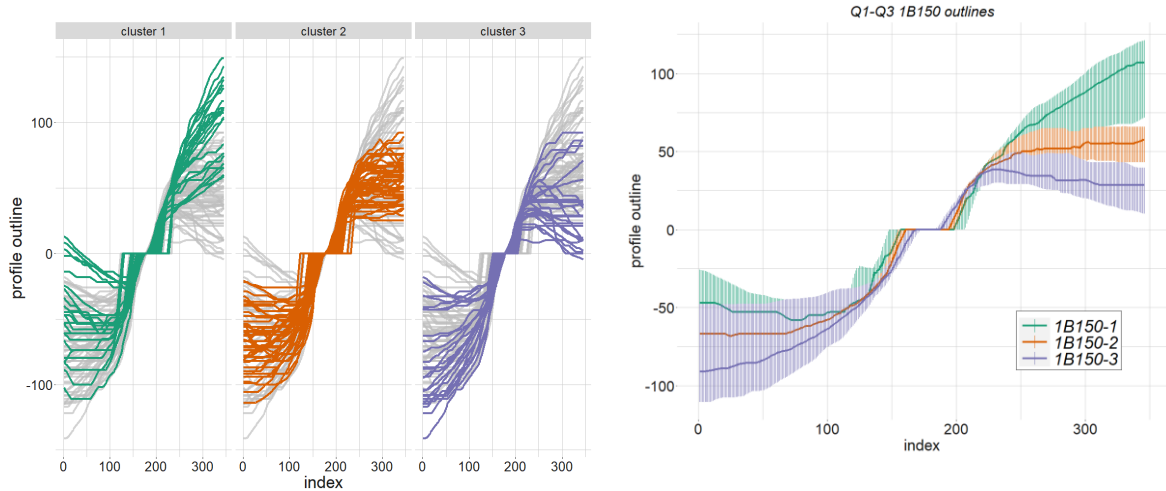 cluster 1
cluster 2
cluster 3
profile outline
100
0
-100
0 100 200 300
0 100 200 300
0 100 200 300
index
Q1-Q3 1B150 outlines
profile outline
100
50
0
-50
-100
1B150-1
1B150-2
1B150-3
0 100 200 300
index